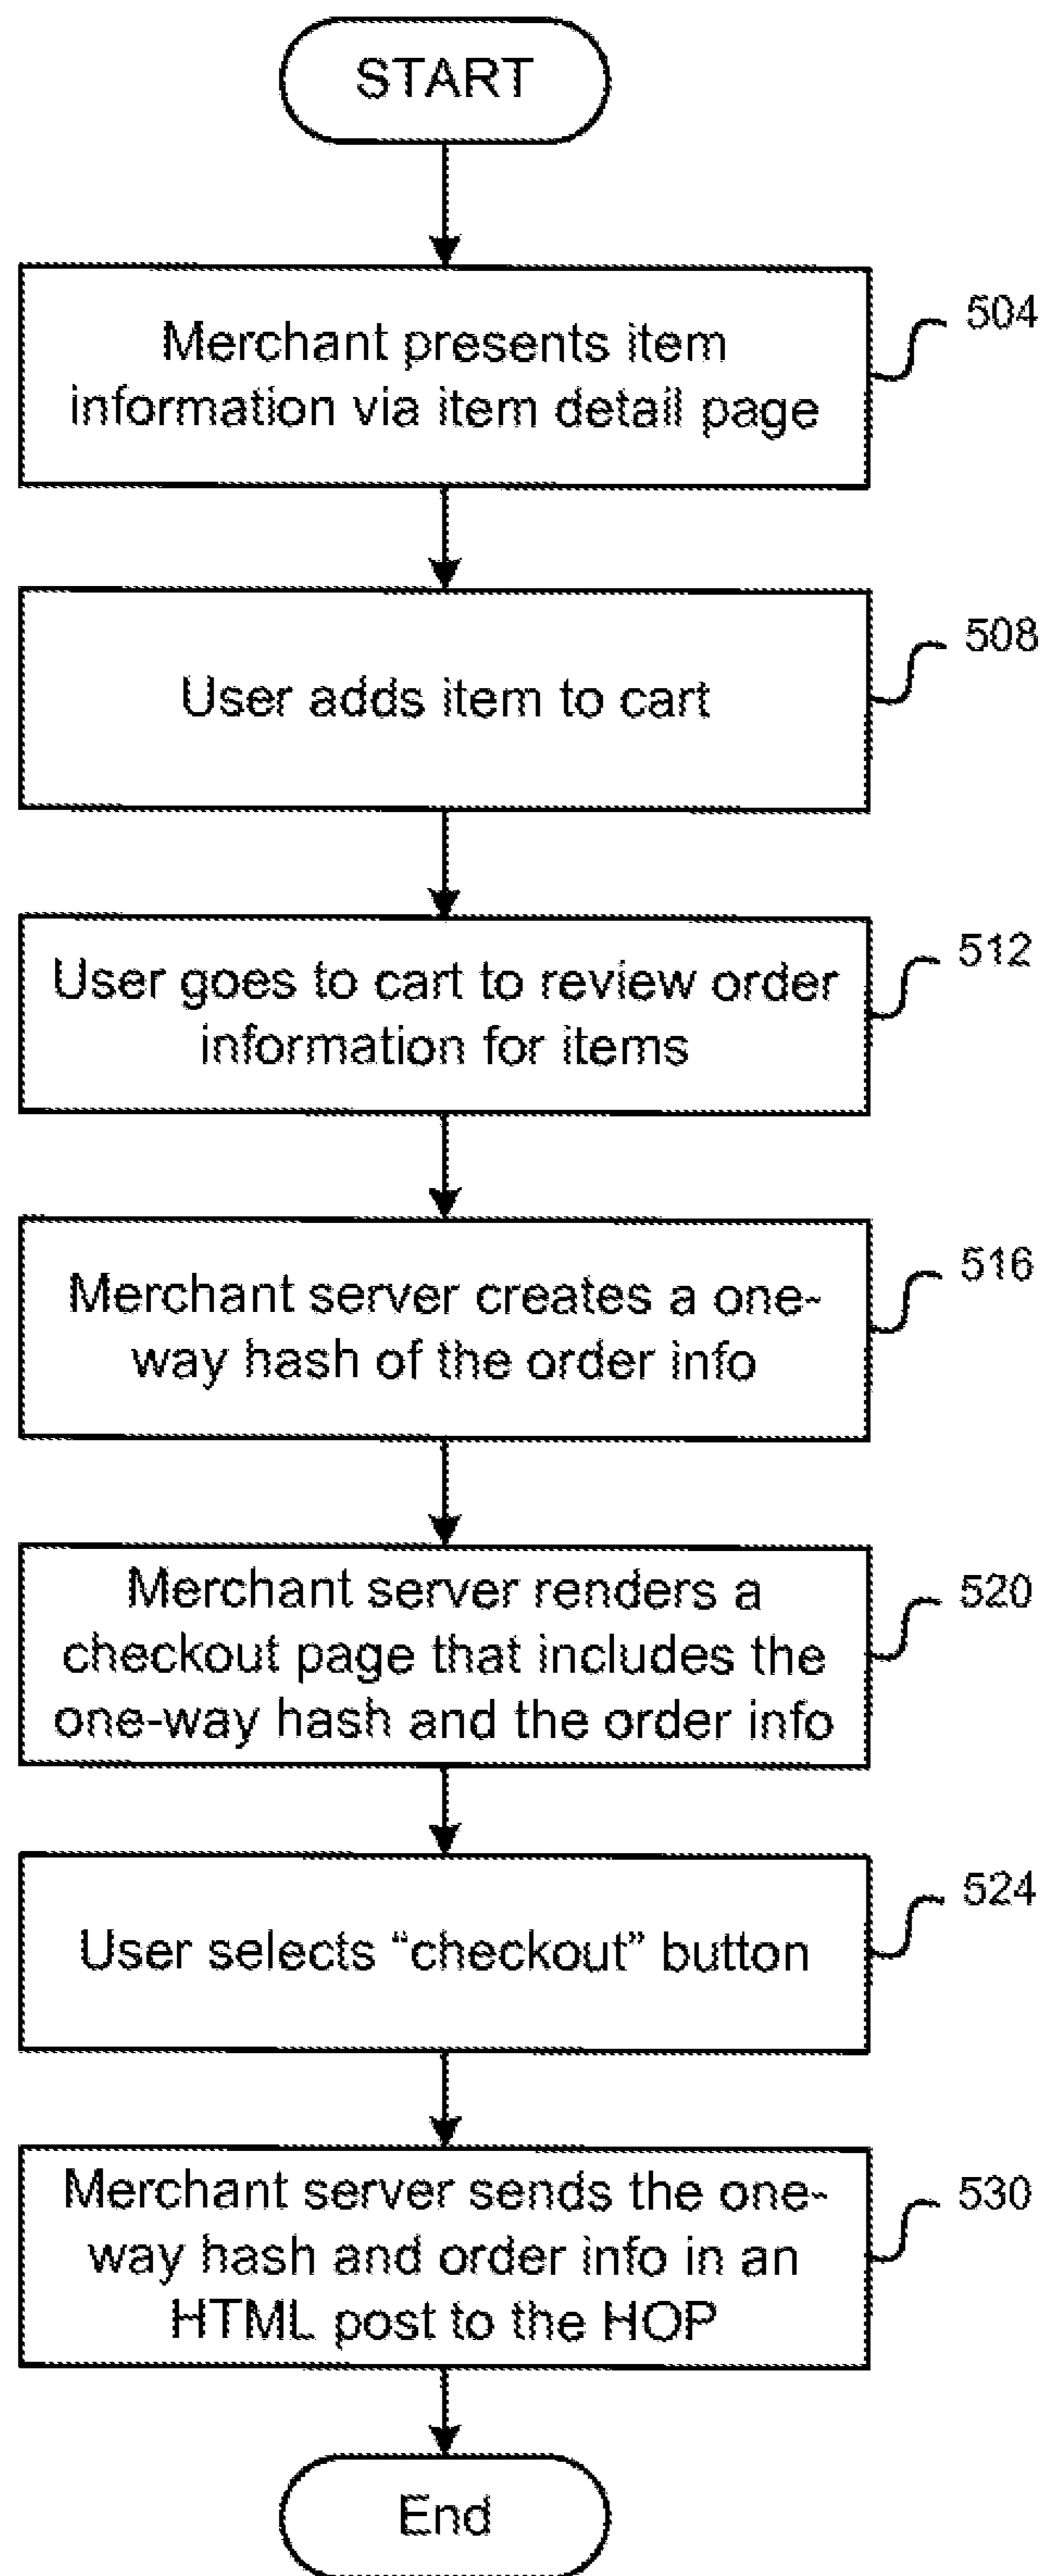 START
Merchant presents item
information via item detail page
504
User adds item to cart
508
User goes to cart to review order
information for items
512
Merchant server creates a one-
way hash of the order info
516
Merchant server renders a
checkout page that includes the
one-way hash and the order info
520
User selects “checkout” button
524
Merchant server sends the one-
way hash and order info in an
HTML post to the HOP
530
End